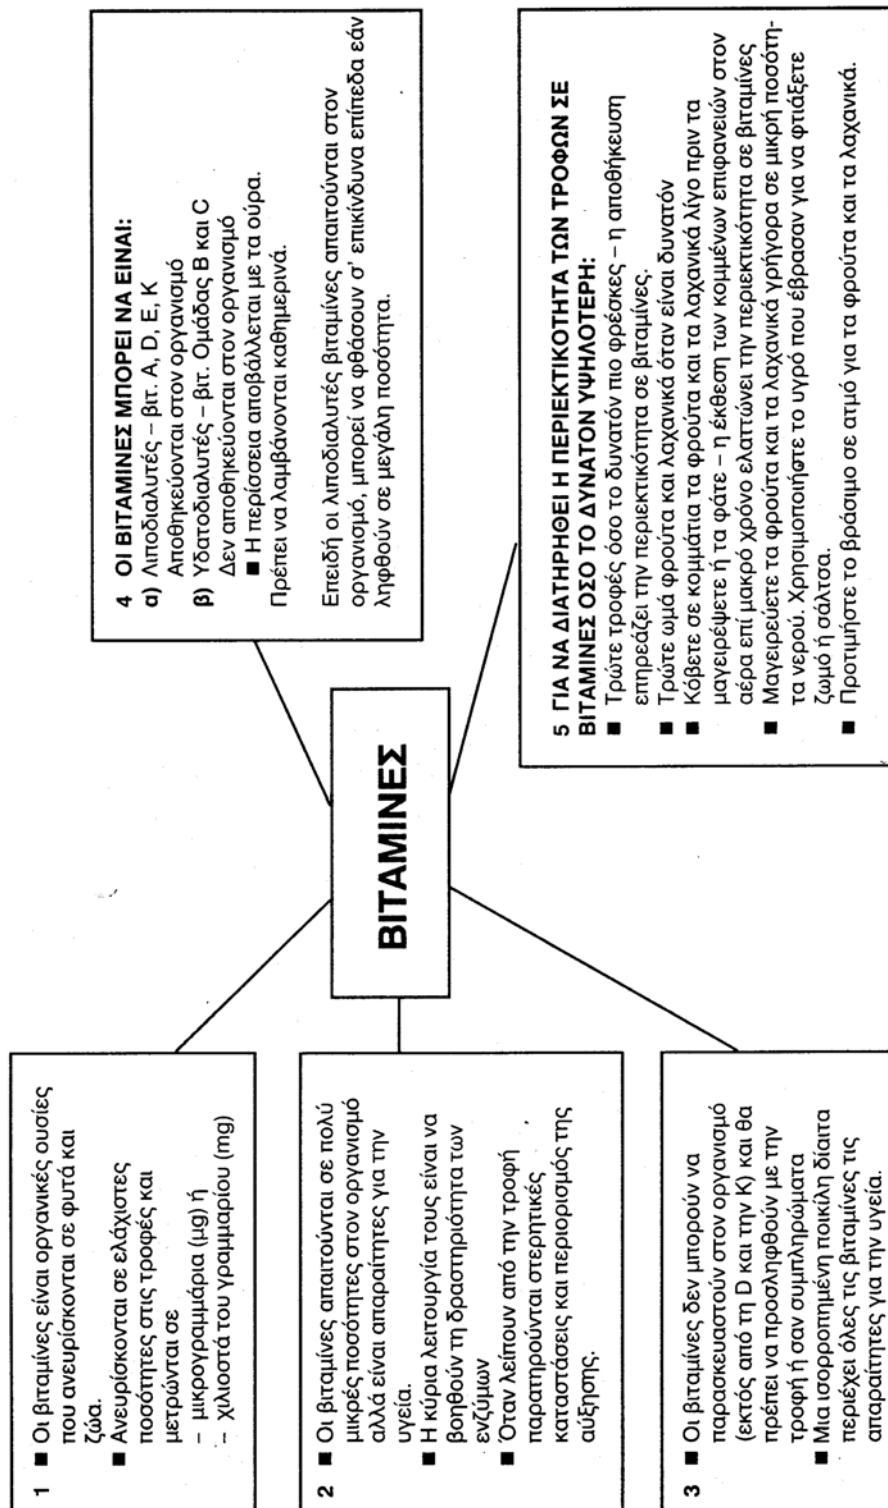 ΒΙΤΑΜΙΝΕΣ
1 ■ Οι βιταμίνες είναι οργανικές ουσίες
που ανευρίσκονται σε φυτά και
ζώα.
■ Ανευρίσκονται σε ελάχιστες
ποσότητες στις τροφές και
μετρώνται σε
– μικρογραμμάρια (μg) ή
– χιλιοστά του γραμμαρίου (mg)
2 ■ Οι βιταμίνες απαιτούνται σε πολύ
μικρές ποσότητες στον οργανισμό
αλλά είναι απαραίτητες για την
υγεία.
■ Η κύρια λειτουργία τους είναι να
βοηθούν τη δραστηριότητα των
ενζύμων
■ Όταν λείπουν από την τροφή
παρατηρούνται στερητικές
καταστάσεις και περιορισμός της
αύξησης.
3 ■ Οι βιταμίνες δεν μπορούν να
παρασκευαστούν στον οργανισμό
(εκτός από τη D και την Κ) και θα
πρέπει να προσληφθούν με την
τροφή ή σαν συμπληρώματα
■ Μια ισορροπημένη ποικίλη δίαιτα
περιέχει όλες τις βιταμίνες τις
απαραίτητες για την υγεία.
4 ΟΙ ΒΙΤΑΜΙΝΕΣ ΜΠΟΡΕΙ ΝΑ ΕΙΝΑΙ:
α) Λιποδιαλυτές – βιτ. A, D, E, K
Αποθηκεύονται στον οργανισμό
β) Υδατοδιαλυτές – βιτ. Ομάδας Β και C
Δεν αποθηκεύονται στον οργανισμό
■ Η περίσσεια αποβάλλεται με τα ούρα.
Πρέπει να λαμβάνονται καθημερινά.
Επειδή οι λιποδιαλυτές βιταμίνες απαιτούνται στον
οργανισμό, μπορεί να φθάσουν σ' επικίνδυνα επίπεδα εάν
ληφθούν σε μεγάλη ποσότητα.
5 ΓΙΑ ΝΑ ΔΙΑΤΗΡΗΘΕΙ Η ΠΕΡΙΕΚΤΙΚΟΤΗΤΑ ΤΩΝ ΤΡΟΦΩΝ ΣΕ
ΒΙΤΑΜΙΝΕΣ ΟΣΟ ΤΟ ΔΥΝΑΤΟΝ ΥΨΗΛΟΤΕΡΗ:
■ Τρώτε τροφές όσο το δυνατόν πιο φρέσκες – η αποθήκευση
επηρεάζει την περιεκτικότητα σε βιταμίνες.
■ Τρώτε ωμά φρούτα και λαχανικά όταν είναι δυνατόν
■ Κόβετε σε κομμάτια τα φρούτα και τα λαχανικά λίγο πριν τα
μαγειρέψετε ή τα φάτε – η έκθεση των κομμένων επιφανειών στον
αέρα επί μακρό χρόνο ελαττώνει την περιεκτικότητα σε βιταμίνες
■ Μαγειρεύετε τα φρούτα και τα λαχανικά γρήγορα σε μικρή ποσότη-
τα νερού. Χρησιμοποιήστε το υγρό που έβρασαν για να φτιάξετε
ζωμό ή σάλτσα.
■ Προτιμήστε το βράσιμο σε ατμό για τα φρούτα και τα λαχανικά.